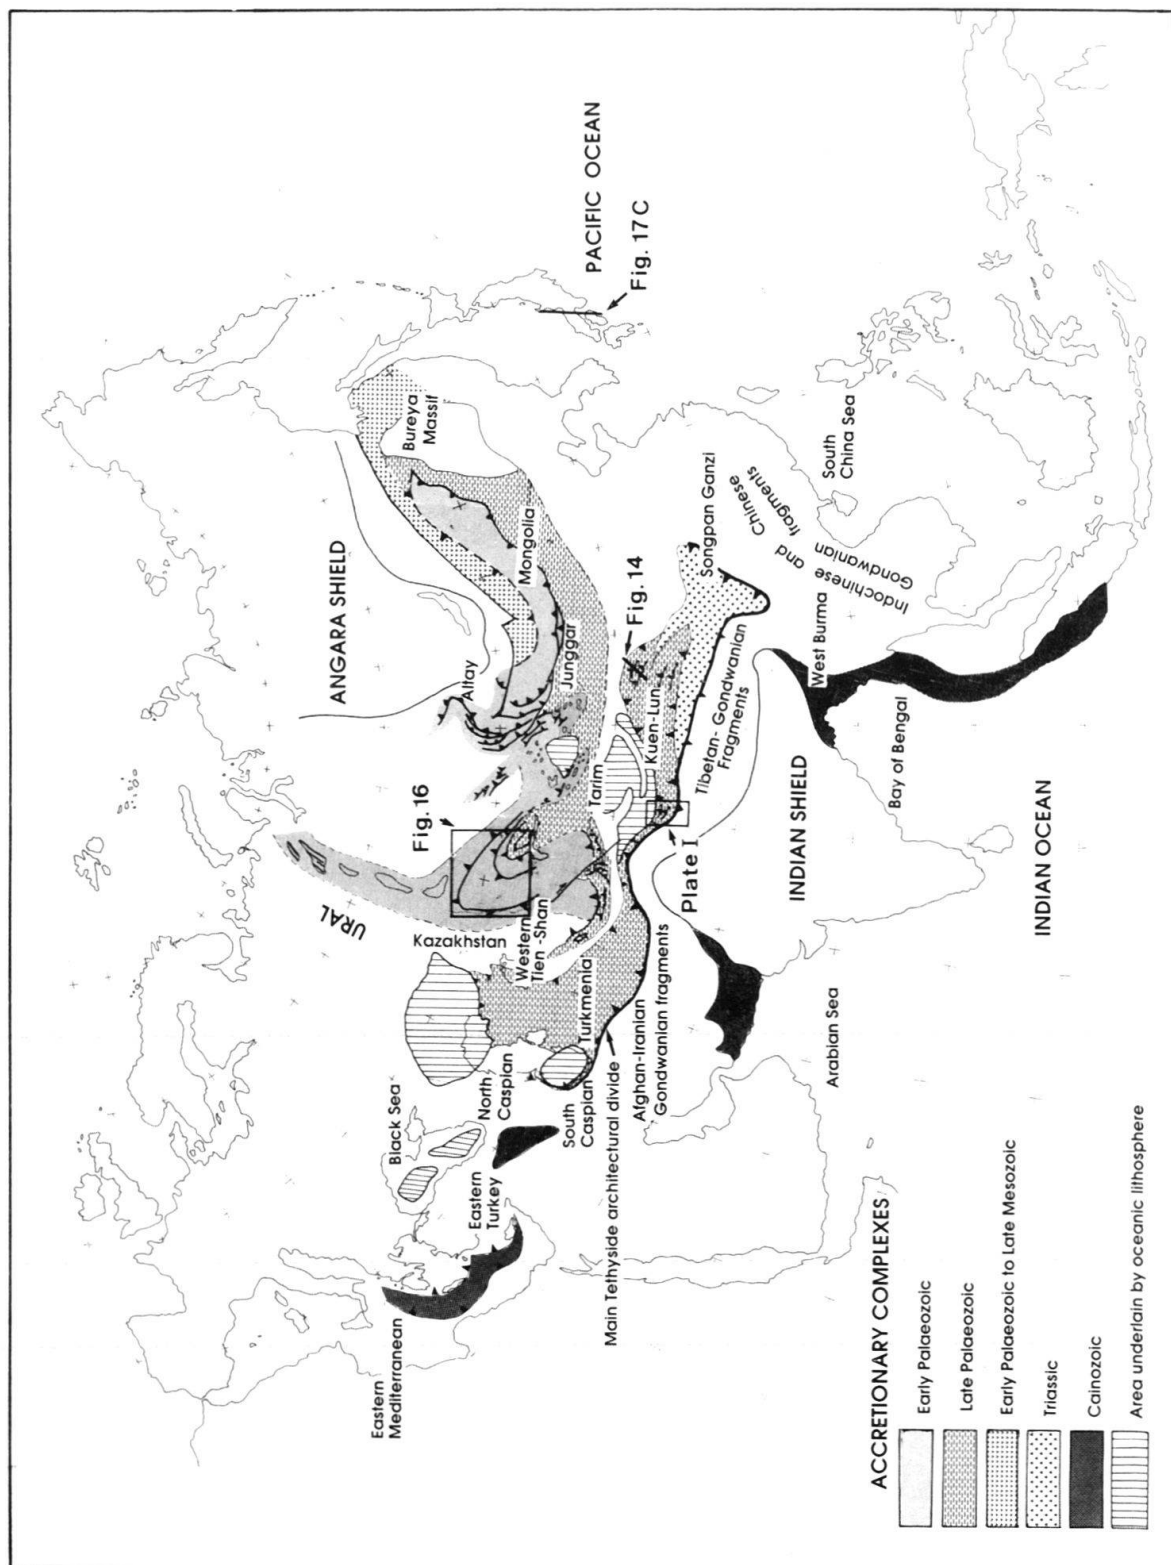 PACIFIC OCEAN
Fig. 17 C
ANGARA SHIELD
Bureya
Massif
Mongolia
Altay
Junggar
Fig. 16
URAL
Kazakhstan
Western
Tien -Shan
Tarim
Kuen-Lun
Fig. 14
Songpan Ganzi
Plate I
Turkmenia
North
Caspian
South
Caspian
Black Sea
Eastern
Turkey
Eastern
Mediterranean
Main Tethyside architectural divide
Afghan-Iranian
Gondwanian fragments
Tibetan- Gondwanian
Fragments
Indochinese and Chinese
Gondwanian fragments
South
China Sea
West Burma
Bay of Bengal
INDIAN SHIELD
Arabian Sea
INDIAN OCEAN
ACCRETIONARY COMPLEXES
Early Palaeozoic
Late Palaeozoic
Early Palaeozoic to Late Mesozoic
Triassic
Cainozoic
Area underlain by oceanic lithosphere